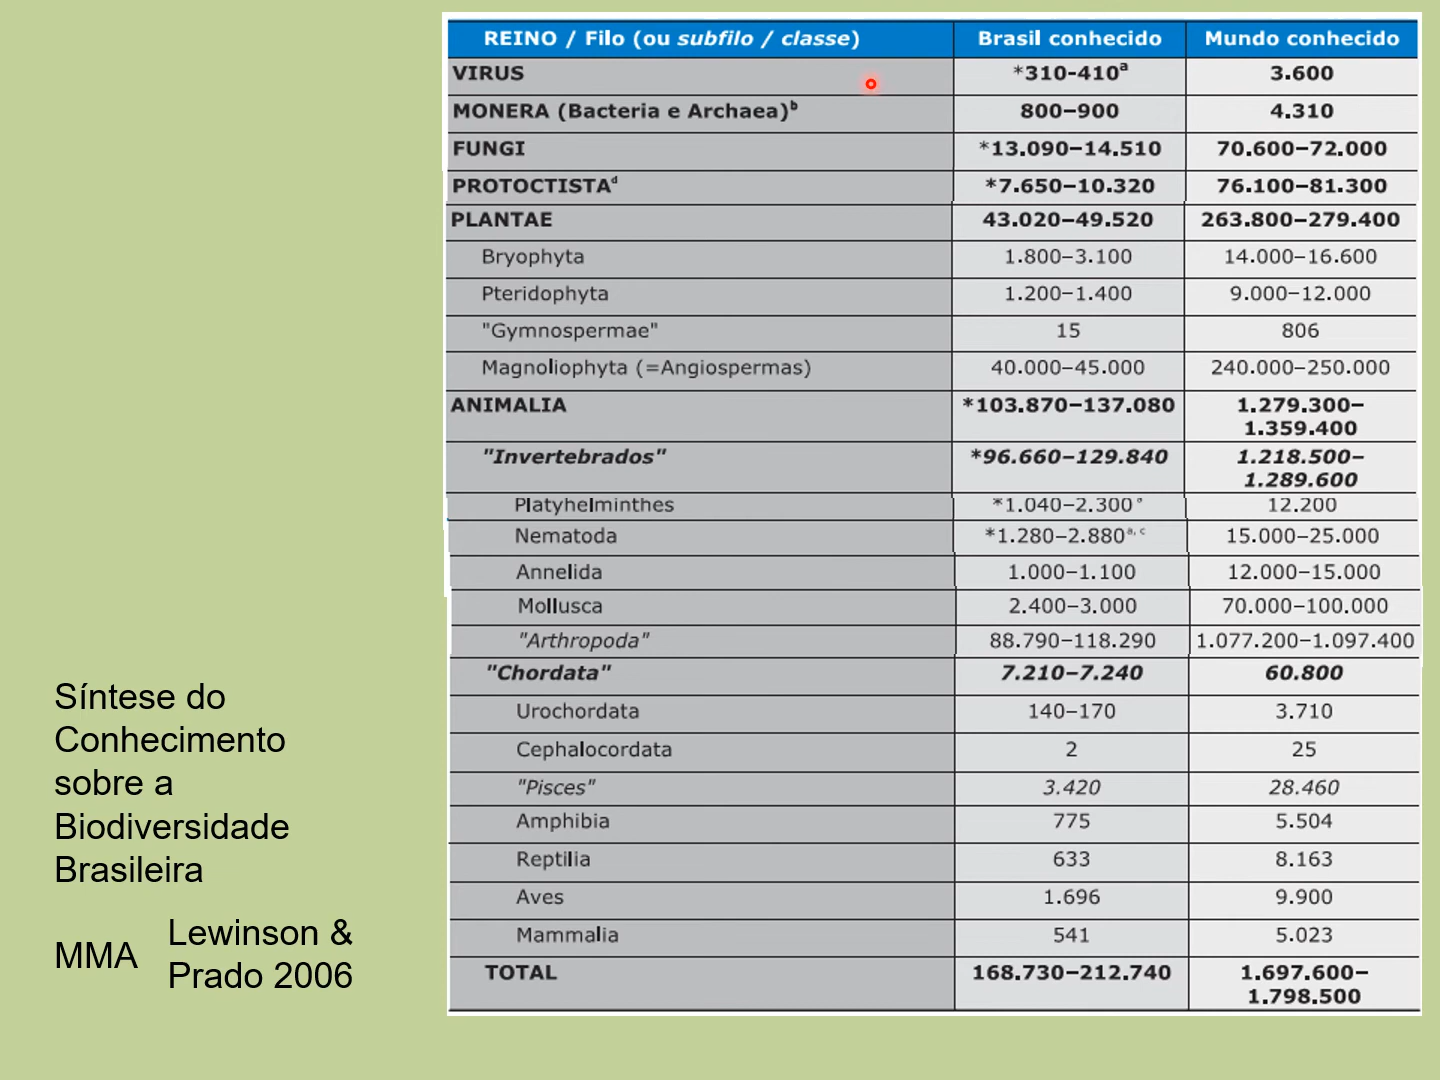 REINO / Filo (ou subfilo / classe) Brasil conhecido Mundo conhecido
VIRUS *310-410ª 3.600
MONERA (Bacteria e Archaea)ᵇ 800–900 4.310
FUNGI *13.090–14.510 70.600–72.000
PROTOCTISTAᵈ *7.650–10.320 76.100–81.300
PLANTAE 43.020–49.520 263.800–279.400
Bryophyta 1.800–3.100 14.000–16.600
Pteridophyta 1.200–1.400 9.000–12.000
"Gymnospermae" 15 806
Magnoliophyta (=Angiospermas) 40.000–45.000 240.000–250.000
ANIMALIA *103.870–137.080 1.279.300–
1.359.400
"Invertebrados" *96.660–129.840 1.218.500–
1.289.600
Platyhelminthes *1.040–2.300 12.200
Nematoda *1.280–2.880ᵃ, ᶜ 15.000–25.000
Annelida 1.000–1.100 12.000–15.000
Mollusca 2.400–3.000 70.000–100.000
"Arthropoda" 88.790–118.290 1.077.200–1.097.400
"Chordata" 7.210–7.240 60.800
Urochordata 140–170 3.710
Cephalocordata 2 25
"Pisces" 3.420 28.460
Amphibia 775 5.504
Reptilia 633 8.163
Aves 1.696 9.900
Mammalia 541 5.023
TOTAL 168.730–212.740 1.697.600–
1.798.500
Síntese do
Conhecimento
sobre a
Biodiversidade
Brasileira
MMA
Lewinson &
Prado 2006